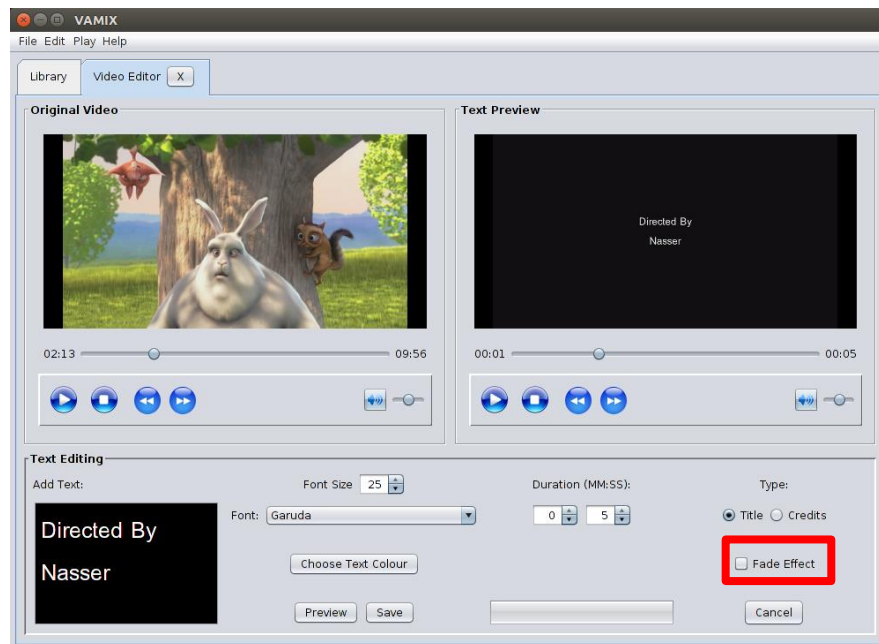 VAMIX
File Edit Play Help
Library Video Editor X
Original Video
Text Preview
Directed By
Nasser
02:13 09:56
00:01 00:05
Text Editing
Add Text:
Font Size 25
Duration (MM:SS):
Type:
Directed By
Nasser
Font: Garuda
0 5
Title Credits
Choose Text Colour
Fade Effect
Preview Save
Cancel